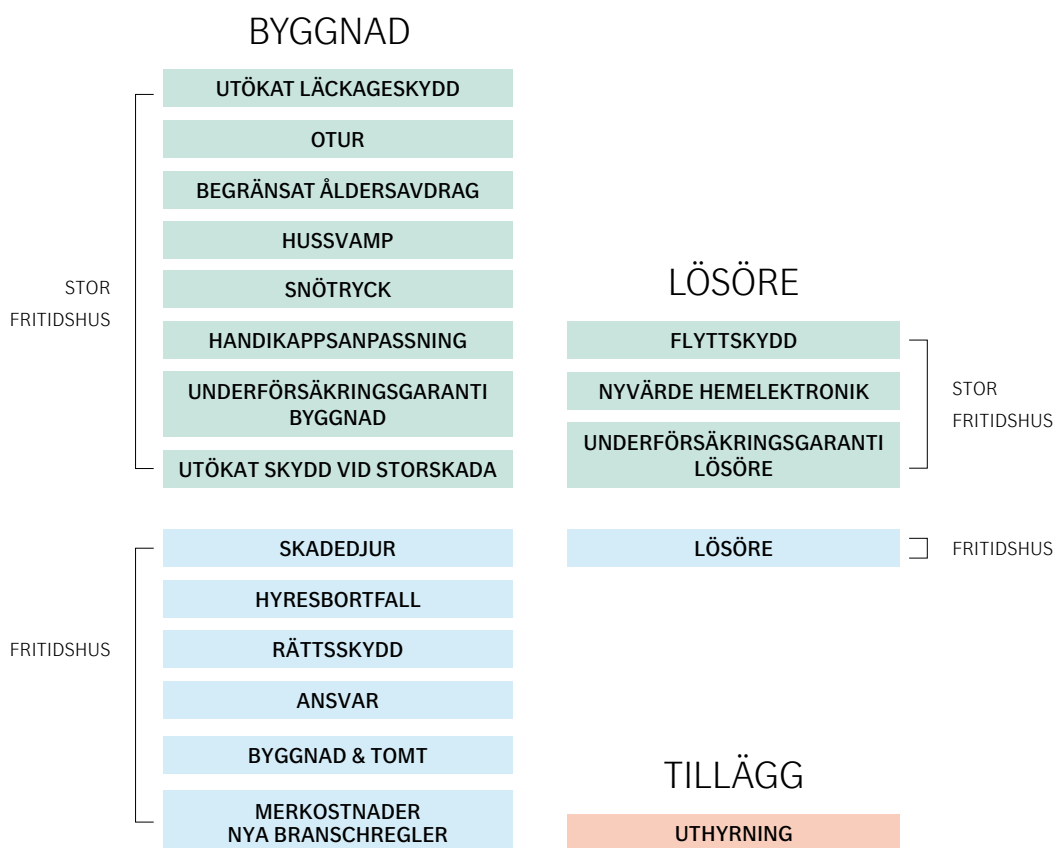 BYGGNAD
UTÖKAT LÄCKAGESKYDD
OTUR
BEGRÄNSAT ÅLDERSAVDRAG
HUSSVAMP
SNÖTRYCK
HANDIKAPPSANPASSNING
UNDERFÖRSÄKRINGSGARANTI
BYGGNAD
UTÖKAT SKYDD VID STORSKADA
STOR
FRITIDSHUS
SKADEDJUR
HYRESBORTFALL
RÄTTSSKYDD
ANSVAR
BYGGNAD & TOMT
MERKOSTNADER
NYA BRANSCHREGLER
FRITIDSHUS
LÖSÖRE
FLYTTSKYDD
NYVÄRDE HEMELEKTRONIK
UNDERFÖRSÄKRINGSGARANTI
LÖSÖRE
STOR
FRITIDSHUS
LÖSÖRE
FRITIDSHUS
TILLÄGG
UTHYRNING